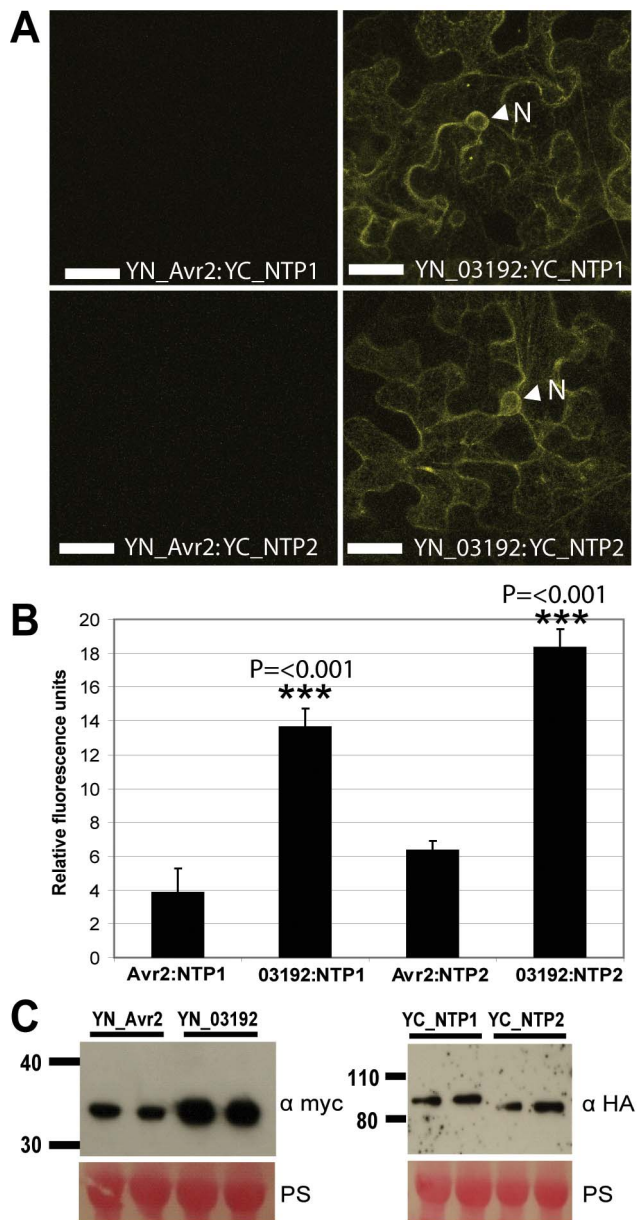 A
N
YN_Avr2:YC_NTP1
YN_03192:YC_NTP1
N
YN_Avr2:YC_NTP2
YN_03192:YC_NTP2
B
P=<0.001
***
P=<0.001
***
20
18
16
14
12
10
8
6
4
2
0
Relative fluorescence units
Avr2:NTP1
03192:NTP1
Avr2:NTP2
03192:NTP2
C
YN_Avr2
YN_03192
40
30
α myc
PS
YC_NTP1
YC_NTP2
110
80
α HA
PS